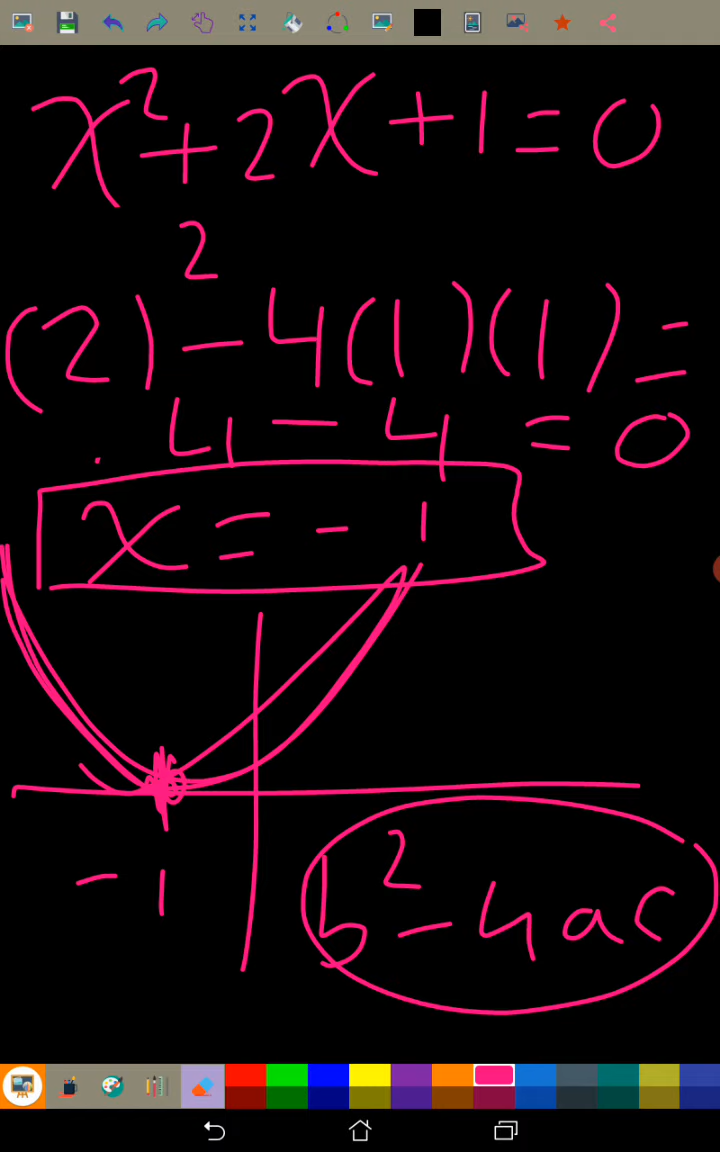 x² + 2x + 1 = 0
(2)² - 4(1)(1) =
4 - 4 = 0
x = - 1
- 1
b² - 4ac